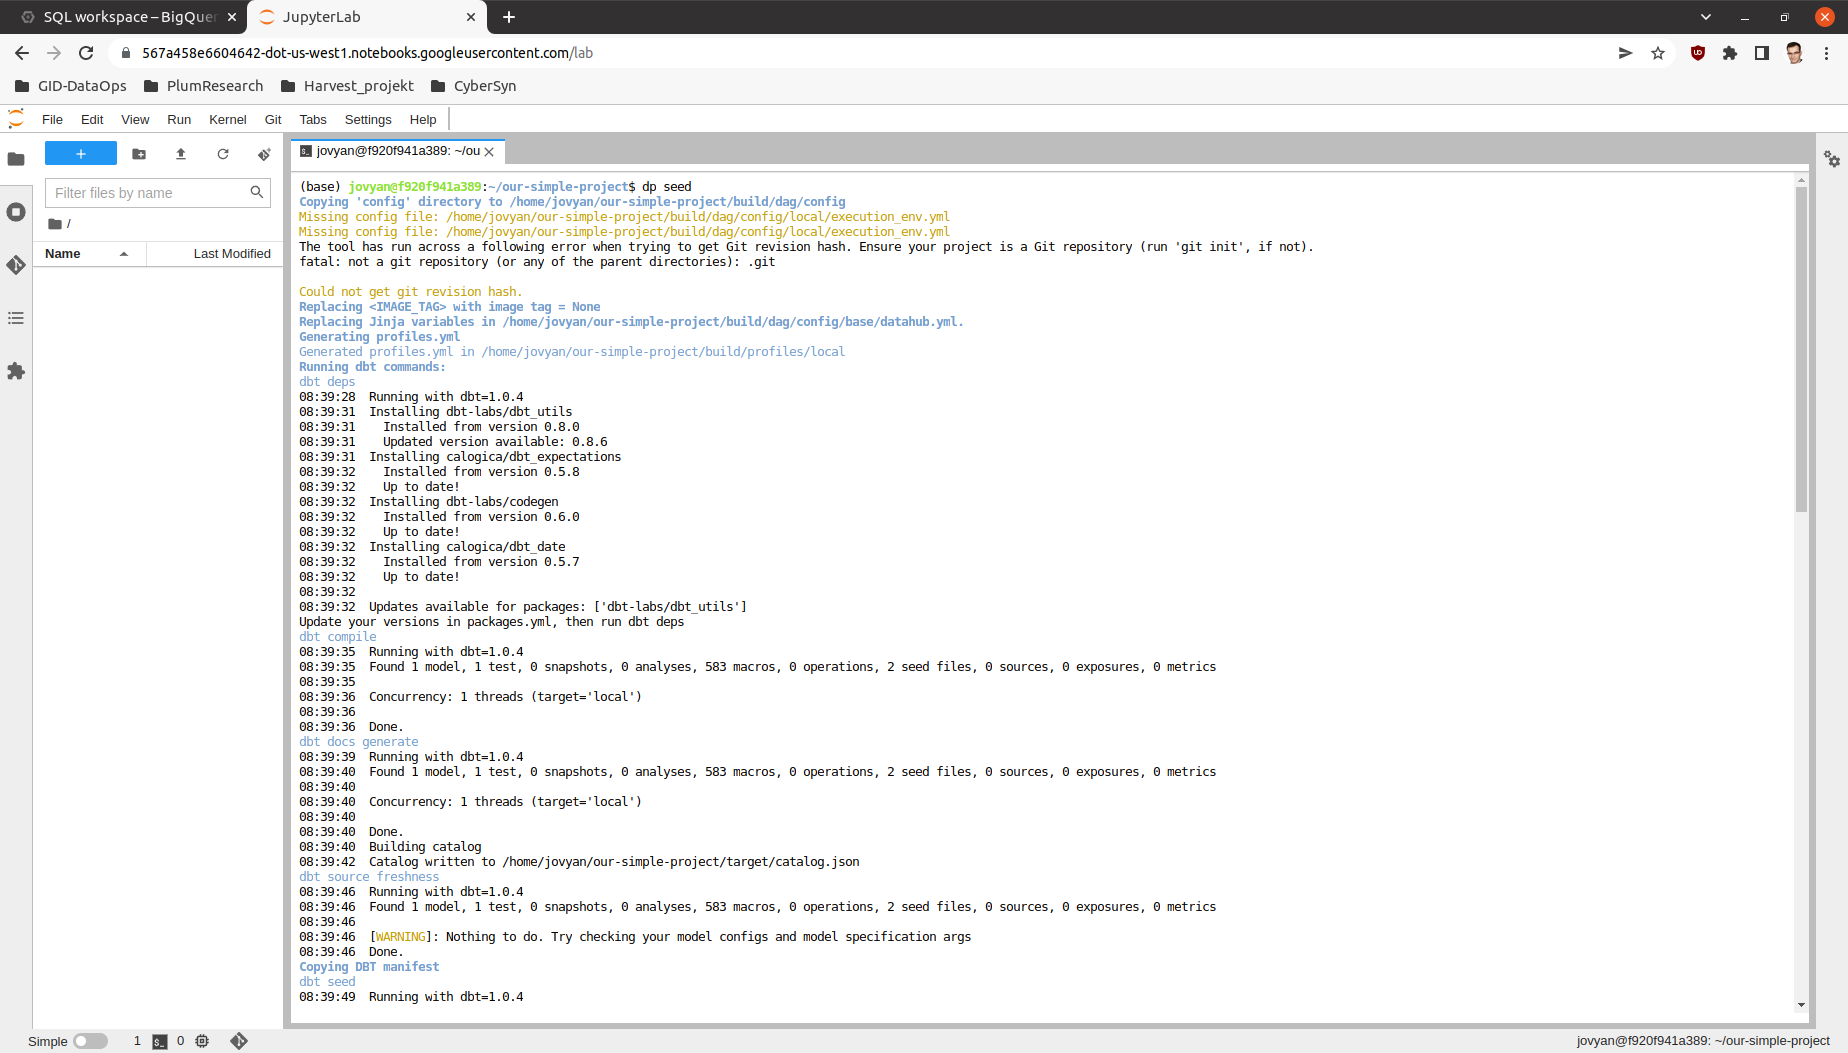 SQL workspace – BigQuer
JupyterLab
567a458e6604642-dot-us-west1.notebooks.googleusercontent.com/lab
GID-DataOps
PlumResearch
Harvest_projekt
CyberSyn
File
Edit
View
Run
Kernel
Git
Tabs
Settings
Help
jovyan@f920f941a389: ~/ou
Filter files by name
/
Name
Last Modified
(base) jovyan@f920f941a389:~/our-simple-project$ dp seed
Copying 'config' directory to /home/jovyan/our-simple-project/build/dag/config
Missing config file: /home/jovyan/our-simple-project/build/dag/config/local/execution_env.yml
Missing config file: /home/jovyan/our-simple-project/build/dag/config/local/execution_env.yml
The tool has run across a following error when trying to get Git revision hash. Ensure your project is a Git repository (run 'git init', if not).
fatal: not a git repository (or any of the parent directories): .git
Could not get git revision hash.
Replacing <IMAGE_TAG> with image tag = None
Replacing Jinja variables in /home/jovyan/our-simple-project/build/dag/config/base/datahub.yml.
Generating profiles.yml
Generated profiles.yml in /home/jovyan/our-simple-project/build/profiles/local
Running dbt commands:
dbt deps
08:39:28  Running with dbt=1.0.4
08:39:31  Installing dbt-labs/dbt_utils
08:39:31    Installed from version 0.8.0
08:39:31    Updated version available: 0.8.6
08:39:31  Installing calogica/dbt_expectations
08:39:32    Installed from version 0.5.8
08:39:32    Up to date!
08:39:32  Installing dbt-labs/codegen
08:39:32    Installed from version 0.6.0
08:39:32    Up to date!
08:39:32  Installing calogica/dbt_date
08:39:32    Installed from version 0.5.7
08:39:32    Up to date!
08:39:32
08:39:32  Updates available for packages: ['dbt-labs/dbt_utils']
Update your versions in packages.yml, then run dbt deps
dbt compile
08:39:35  Running with dbt=1.0.4
08:39:35  Found 1 model, 1 test, 0 snapshots, 0 analyses, 583 macros, 0 operations, 2 seed files, 0 sources, 0 exposures, 0 metrics
08:39:35
08:39:36  Concurrency: 1 threads (target='local')
08:39:36
08:39:36  Done.
dbt docs generate
08:39:39  Running with dbt=1.0.4
08:39:40  Found 1 model, 1 test, 0 snapshots, 0 analyses, 583 macros, 0 operations, 2 seed files, 0 sources, 0 exposures, 0 metrics
08:39:40
08:39:40  Concurrency: 1 threads (target='local')
08:39:40
08:39:40  Done.
08:39:40  Building catalog
08:39:42  Catalog written to /home/jovyan/our-simple-project/target/catalog.json
dbt source freshness
08:39:46  Running with dbt=1.0.4
08:39:46  Found 1 model, 1 test, 0 snapshots, 0 analyses, 583 macros, 0 operations, 2 seed files, 0 sources, 0 exposures, 0 metrics
08:39:46
08:39:46  [WARNING]: Nothing to do. Try checking your model configs and model specification args
08:39:46  Done.
Copying DBT manifest
dbt seed
08:39:49  Running with dbt=1.0.4
Simple
1
0
jovyan@f920f941a389: ~/our-simple-project